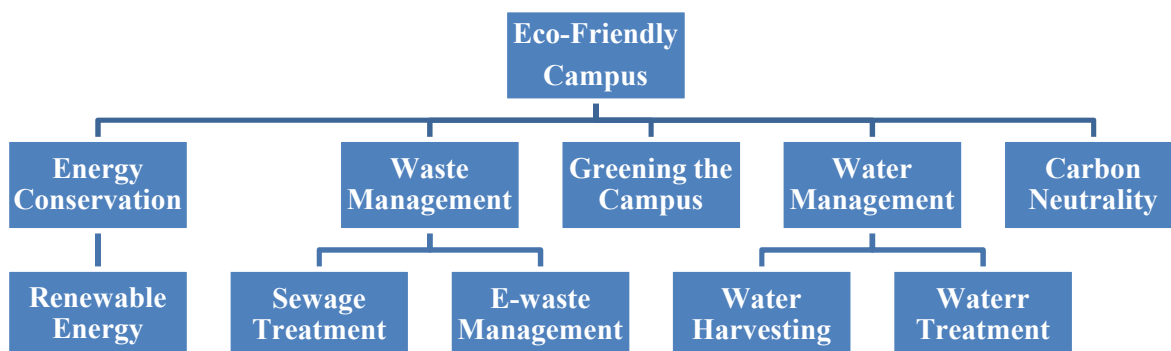 Eco-Friendly
Campus
Energy
Conservation
Waste
Management
Greening the
Campus
Water
Management
Carbon
Neutrality
Renewable
Energy
Sewage
Treatment
E-waste
Management
Water
Harvesting
Waterr
Treatment